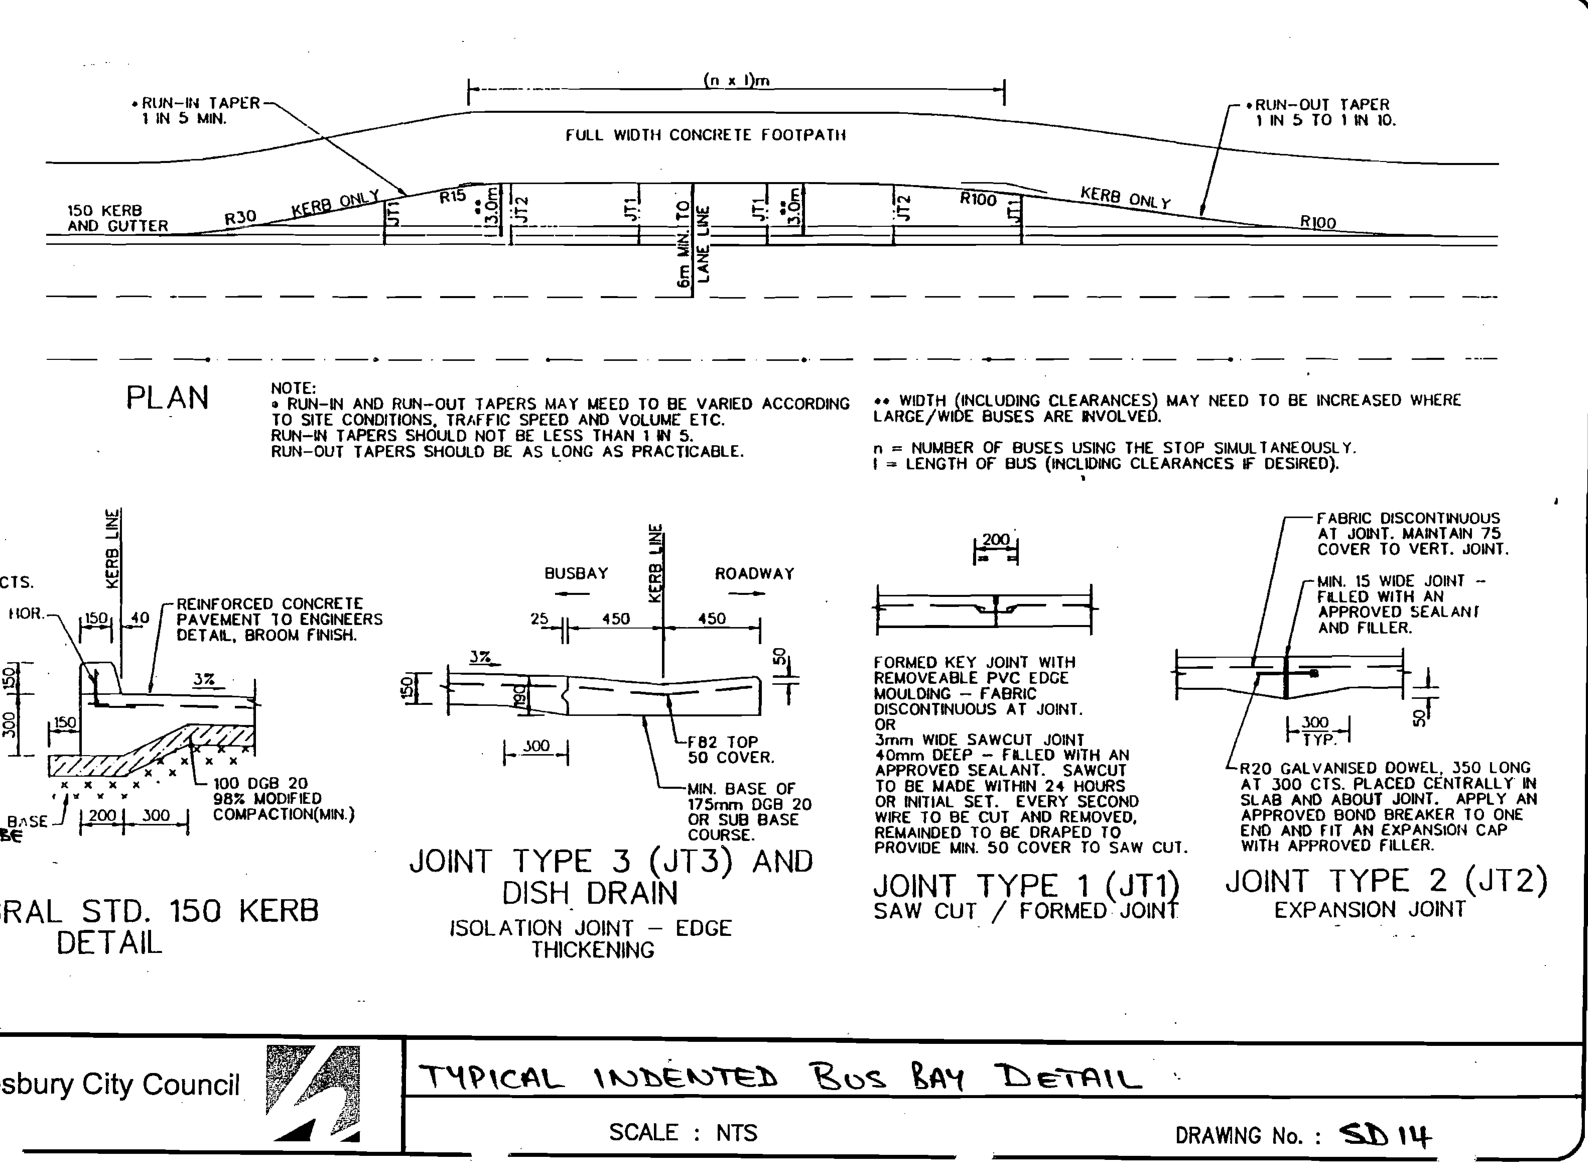 (n x l)m
• RUN-IN TAPER
1 IN 5 MIN.
• RUN-OUT TAPER
1 IN 5 TO 1 IN 10.
FULL WIDTH CONCRETE FOOTPATH
150 KERB
AND GUTTER
R30
KERB ONLY
JT1
R15
••
3.0m
JT2
JT1
6m MIN. TO
LANE LINE
JT1
••
3.0m
JT2
R100
JT1
KERB ONLY
R100
PLAN
NOTE:
• RUN-IN AND RUN-OUT TAPERS MAY MEED TO BE VARIED ACCORDING
TO SITE CONDITIONS, TRAFFIC SPEED AND VOLUME ETC.
RUN-IN TAPERS SHOULD NOT BE LESS THAN 1 IN 5.
RUN-OUT TAPERS SHOULD BE AS LONG AS PRACTICABLE.
•• WIDTH (INCLUDING CLEARANCES) MAY NEED TO BE INCREASED WHERE
LARGE/WIDE BUSES ARE INVOLVED.
n = NUMBER OF BUSES USING THE STOP SIMULTANEOUSLY.
l = LENGTH OF BUS (INCLIDING CLEARANCES IF DESIRED).
CTS.
HOR.
KERB LINE
150
40
REINFORCED CONCRETE
PAVEMENT TO ENGINEERS
DETAIL, BROOM FINISH.
3%
150
300
150
100 DGB 20
98% MODIFIED
COMPACTION(MIN.)
BASE
200
300
GRAL STD. 150 KERB
DETAIL
BUSBAY
KERB LINE
ROADWAY
25
450
450
3%
150
190
50
300
F82 TOP
50 COVER.
MIN. BASE OF
175mm DGB 20
OR SUB BASE
COURSE.
JOINT TYPE 3 (JT3) AND
DISH DRAIN
ISOLATION JOINT - EDGE
THICKENING
200
FORMED KEY JOINT WITH
REMOVEABLE PVC EDGE
MOULDING - FABRIC
DISCONTINUOUS AT JOINT.
OR
3mm WIDE SAWCUT JOINT
40mm DEEP - FILLED WITH AN
APPROVED SEALANT. SAWCUT
TO BE MADE WITHIN 24 HOURS
OR INITIAL SET. EVERY SECOND
WIRE TO BE CUT AND REMOVED,
REMAINDED TO BE DRAPED TO
PROVIDE MIN. 50 COVER TO SAW CUT.
JOINT TYPE 1 (JT1)
SAW CUT / FORMED JOINT
FABRIC DISCONTINUOUS
AT JOINT. MAINTAIN 75
COVER TO VERT. JOINT.
MIN. 15 WIDE JOINT -
FILLED WITH AN
APPROVED SEALANT
AND FILLER.
300
TYP.
50
R20 GALVANISED DOWEL, 350 LONG
AT 300 CTS. PLACED CENTRALLY IN
SLAB AND ABOUT JOINT. APPLY AN
APPROVED BOND BREAKER TO ONE
END AND FIT AN EXPANSION CAP
WITH APPROVED FILLER.
JOINT TYPE 2 (JT2)
EXPANSION JOINT
sbury City Council
TYPICAL INDENTED BUS BAY DETAIL
SCALE : NTS
DRAWING No. : SD 14